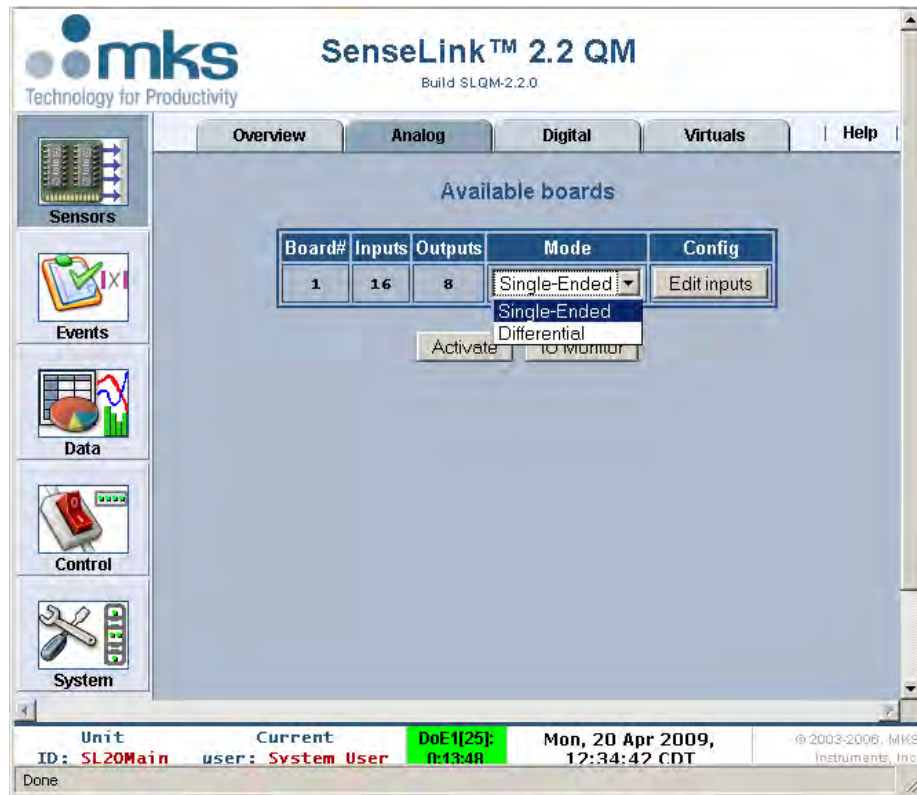 mks
Technology for Productivity
SenseLink™ 2.2 QM
Build SLQM-2.2.0
Overview Analog Digital Virtuals | Help |
Sensors
Events
Data
Control
System
Available boards
Board# Inputs Outputs Mode Config
1 16 8 Single-Ended Edit inputs
Single-Ended
Differential
Activate IO Monitor
Unit Current DoE1[25]: Mon, 20 Apr 2009, © 2003-2006, MKS
ID: SL2QMain user: System User 0:13:48 12:34:42 CDT Instruments, Inc
Done